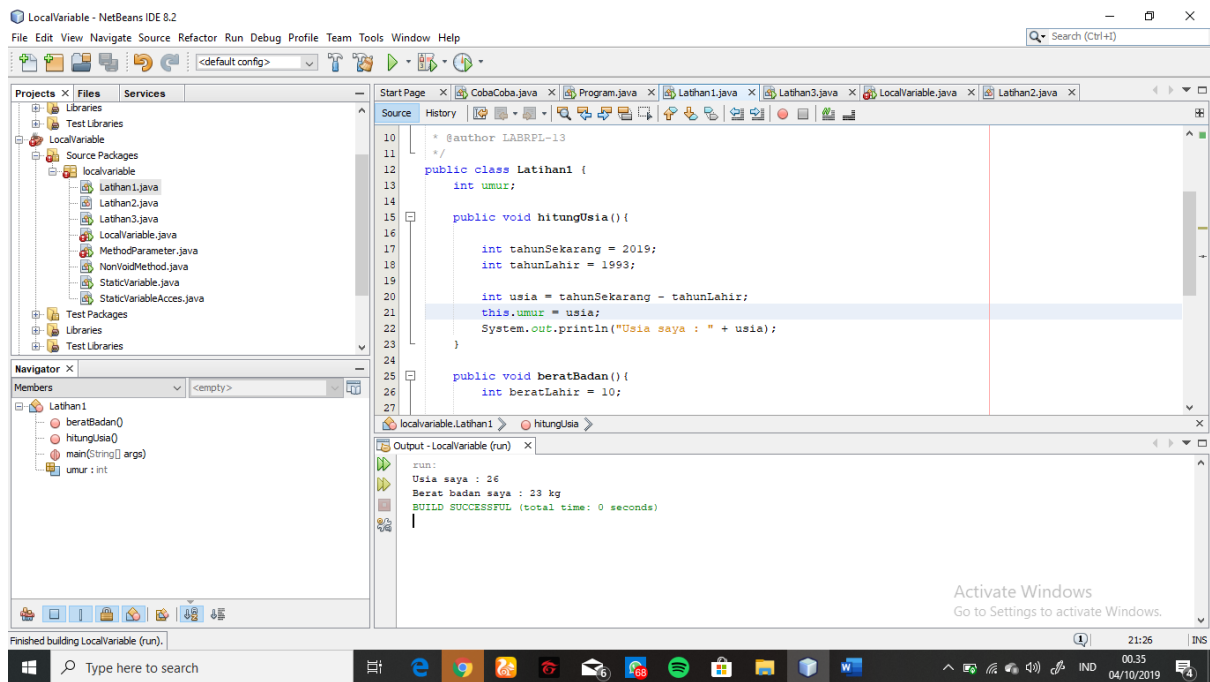 LocalVariable - NetBeans IDE 8.2
File Edit View Navigate Source Refactor Run Debug Profile Team Tools Window Help
Search (Ctrl+I)
<default config>
Projects Files Services
Libraries
Test Libraries
LocalVariable
Source Packages
localvariable
Latihan1.java
Latihan2.java
Latihan3.java
LocalVariable.java
MethodParameter.java
NonVoidMethod.java
StaticVariable.java
StaticVariableAcces.java
Test Packages
Libraries
Test Libraries
Navigator
Members <empty>
Latihan1
beratBadan()
hitungUsia()
main(String[] args)
umur : int
Start Page CobaCoba.java Program.java Latihan1.java Latihan3.java LocalVariable.java Latihan2.java
Source History
10 * @author LABRPL-13
11 */
12 public class Latihan1 {
13 int umur;
14
15 public void hitungUsia(){
16
17 int tahunSekarang = 2019;
18 int tahunLahir = 1993;
19
20 int usia = tahunSekarang - tahunLahir;
21 this.umur = usia;
22 System.out.println("Usia saya : " + usia);
23 }
24
25 public void beratBadan(){
26 int beratLahir = 10;
27
localvariable.Latihan1 hitungUsia
Output - LocalVariable (run)
run:
Usia saya : 26
Berat badan saya : 23 kg
BUILD SUCCESSFUL (total time: 0 seconds)
Activate Windows
Go to Settings to activate Windows.
Finished building LocalVariable (run).
1 21:26 INS
Type here to search
6
68
IND
00.35
04/10/2019
4